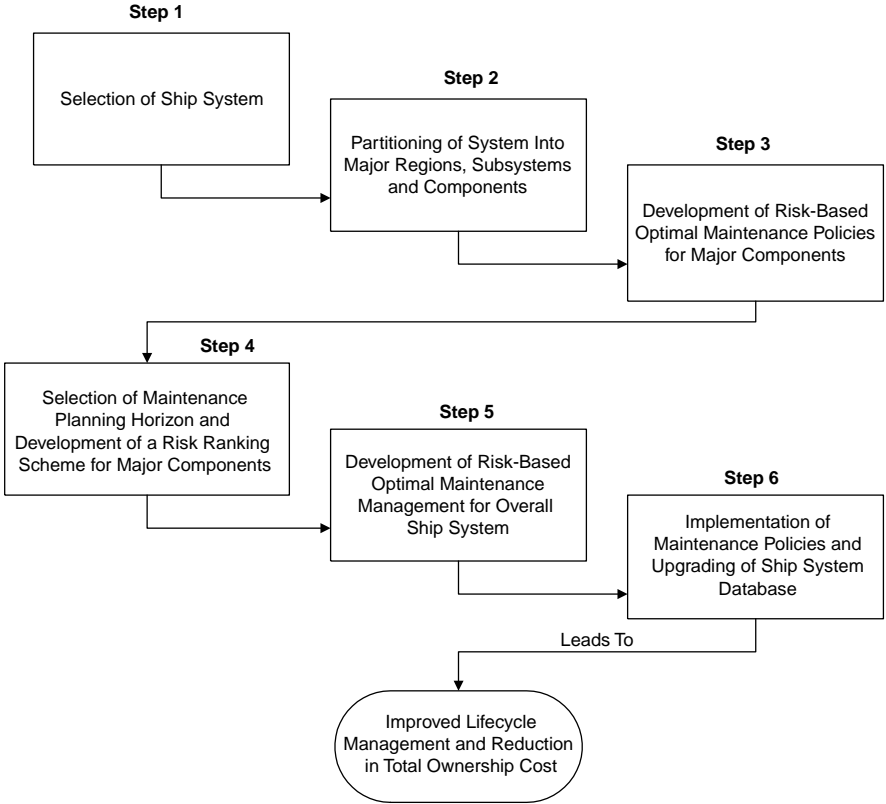 Step 1
Selection of Ship System
Step 2
Partitioning of System Into
Major Regions, Subsystems
and Components
Step 3
Development of Risk-Based
Optimal Maintenance Policies
for Major Components
Step 4
Selection of Maintenance
Planning Horizon and
Development of a Risk Ranking
Scheme for Major Components
Step 5
Development of Risk-Based
Optimal Maintenance
Management for Overall
Ship System
Step 6
Implementation of
Maintenance Policies and
Upgrading of Ship System
Database
Leads To
Improved Lifecycle
Management and Reduction
in Total Ownership Cost